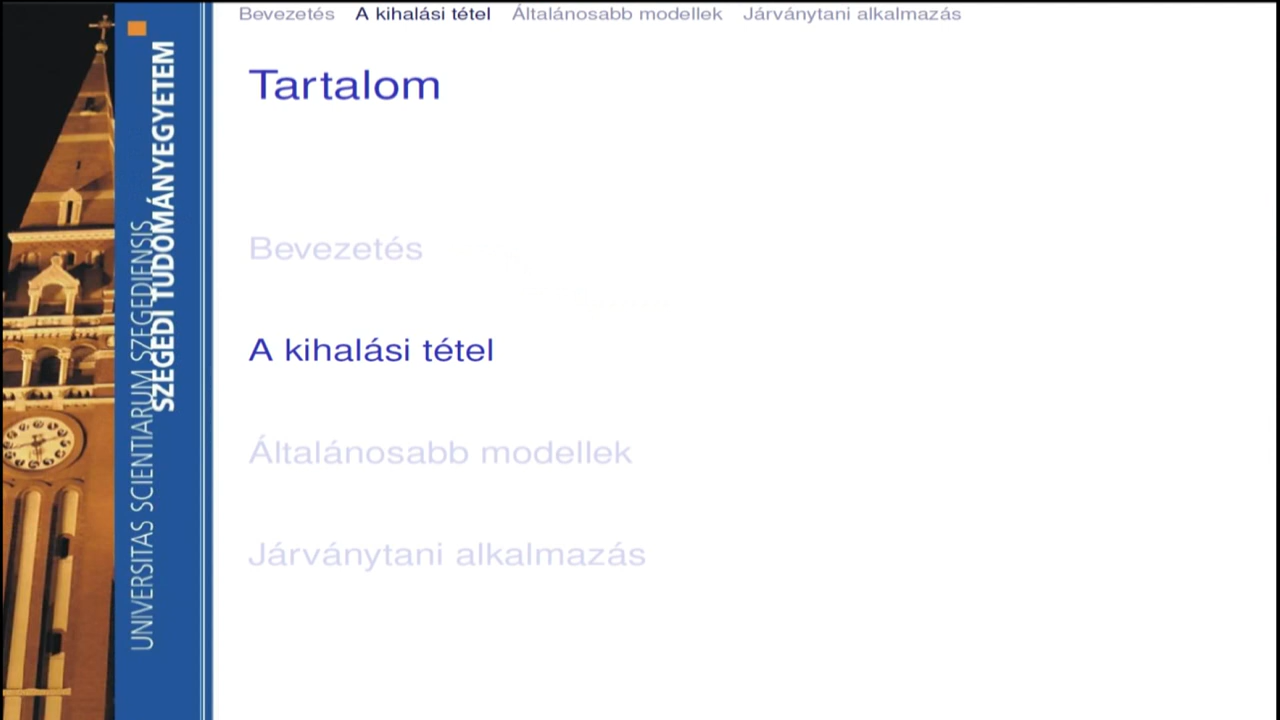 Bevezetés A kihalási tétel Általánosabb modellek Járványtani alkalmazás
UNIVERSITAS SCIENTIARUM SZEGEDIENSIS
SZEGEDI TUDOMÁNYEGYETEM
Tartalom
Bevezetés
A kihalási tétel
Általánosabb modellek
Járványtani alkalmazás